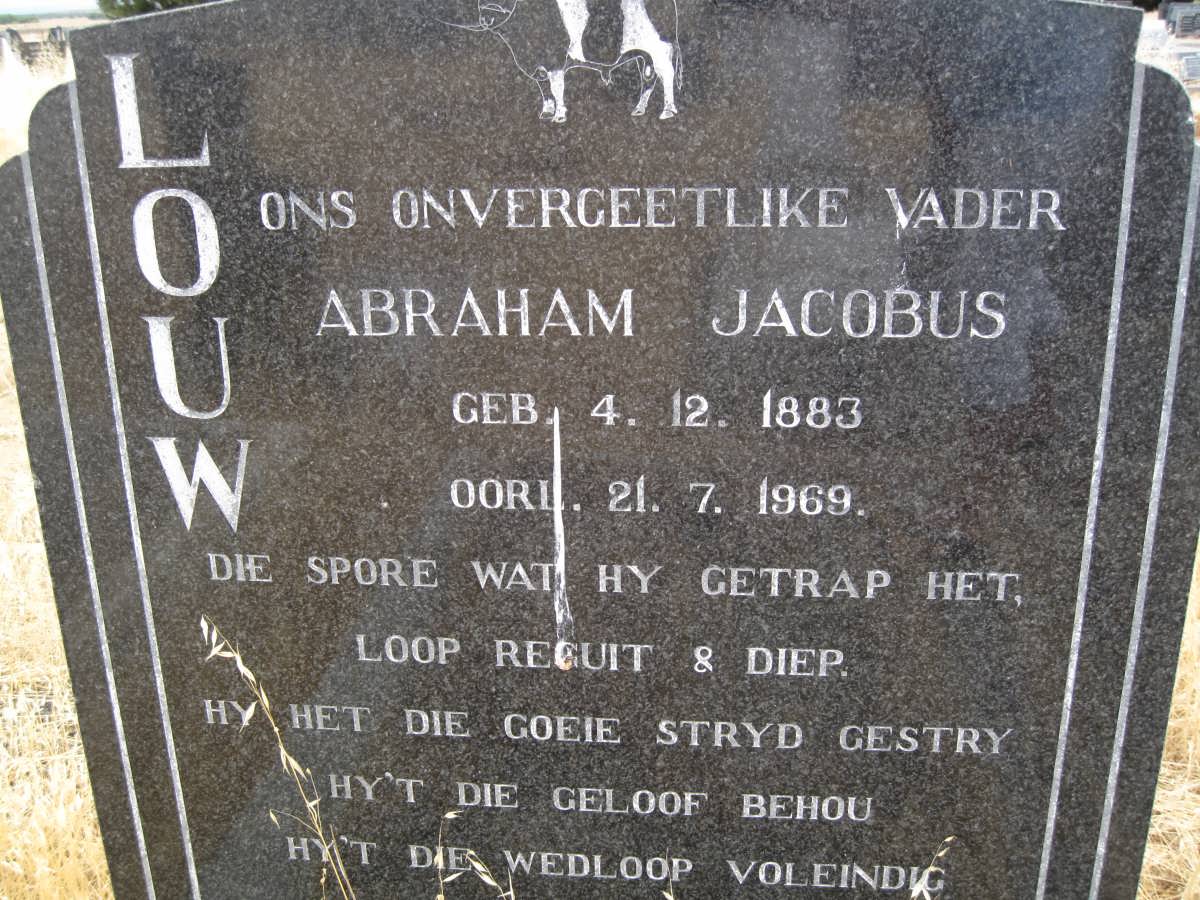 LOUW
ONS ONVERGEETLIKE VADER
ABRAHAM JACOBUS
GEB. 4. 12. 1883
OORL. 21. 7. 1969.
DIE SPORE WAT HY GETRAP HET,
LOOP REGUIT & DIEP.
HY HET DIE GOEIE STRYD GESTRY
HY'T DIE GELOOF BEHOU
HY'T DIE WEDLOOP VOLEINDIG